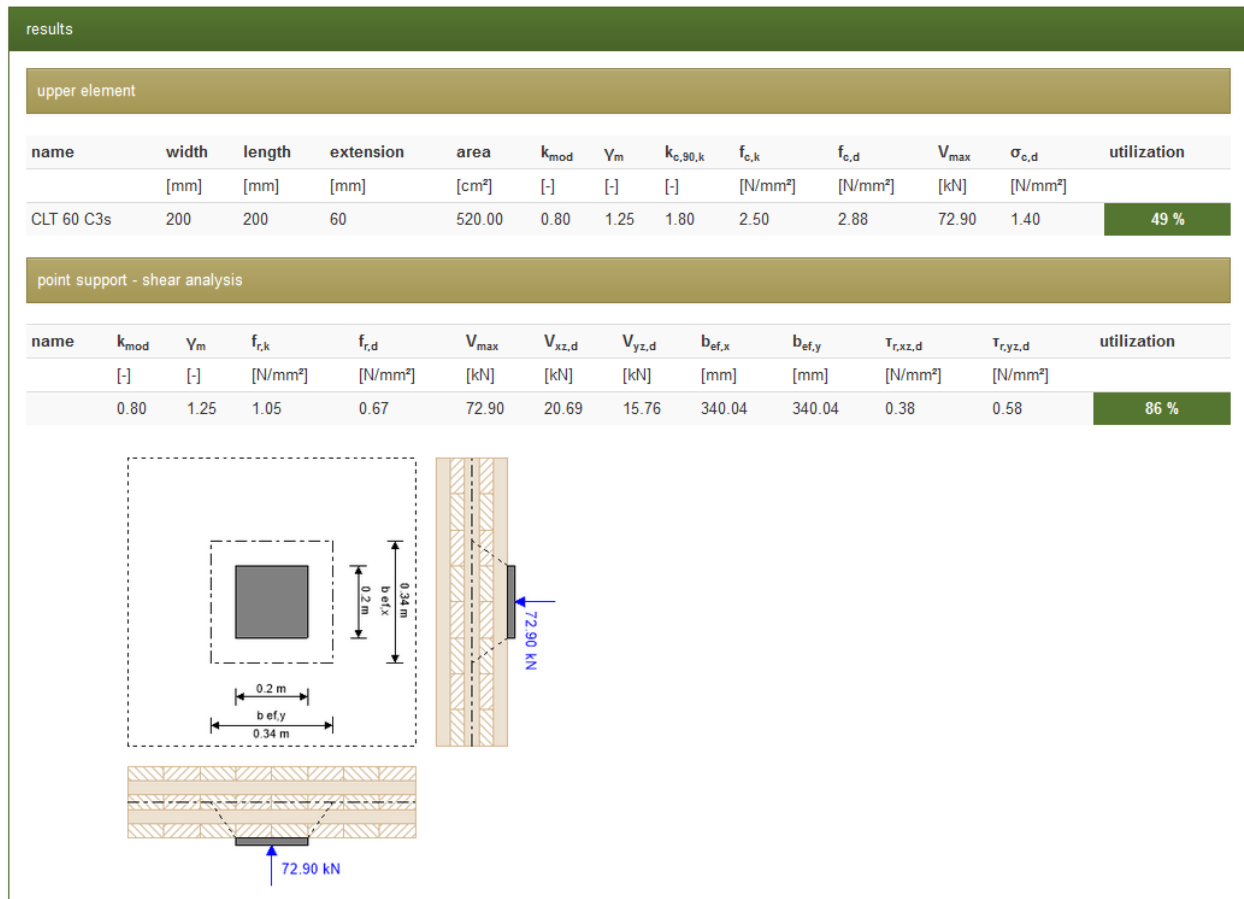 results
upper element
name width length extension area kmod γm kc,90,k fc,k fc,d Vmax σc,d utilization
[mm] [mm] [mm] [cm²] [-] [-] [-] [N/mm²] [N/mm²] [kN] [N/mm²]
CLT 60 C3s 200 200 60 520.00 0.80 1.25 1.80 2.50 2.88 72.90 1.40 49 %
point support - shear analysis
name kmod γm fr,k fr,d Vmax Vxz,d Vyz,d bef,x bef,y τr,xz,d τr,yz,d utilization
[-] [-] [N/mm²] [N/mm²] [kN] [kN] [kN] [mm] [mm] [N/mm²] [N/mm²]
0.80 1.25 1.05 0.67 72.90 20.69 15.76 340.04 340.04 0.38 0.58 86 %
0.2 m
b ef,x
0.34 m
72.90 kN
0.2 m
b ef,y
0.34 m
72.90 kN